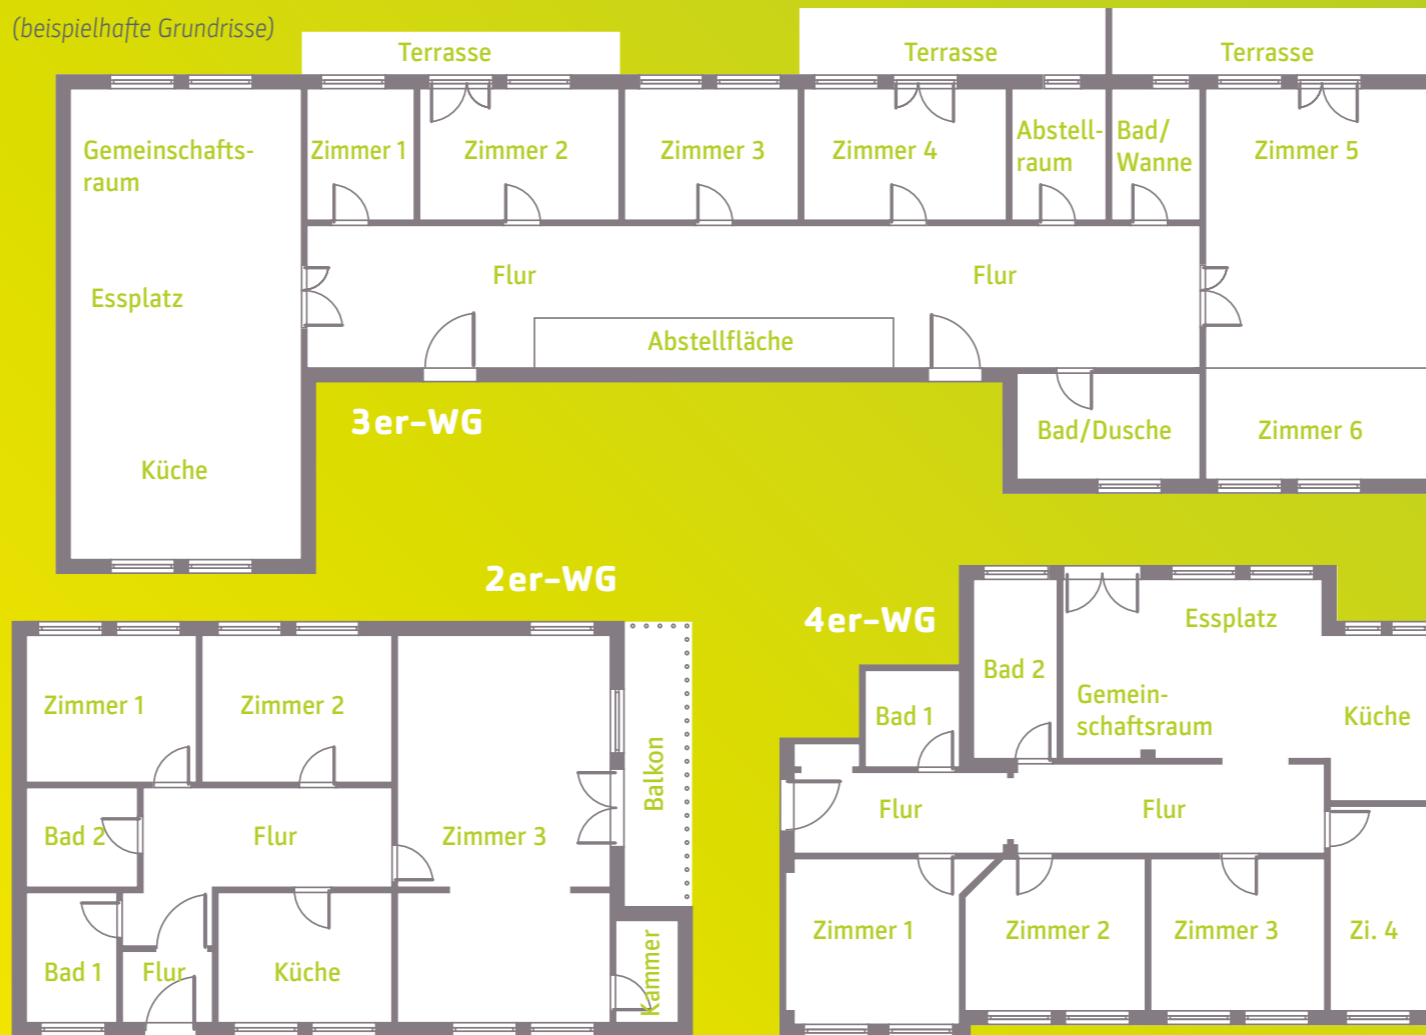 (beispielhafte Grundrisse)
Terrasse
Terrasse
Terrasse
Gemeinschafts-
raum
Zimmer 1
Zimmer 2
Zimmer 3
Zimmer 4
Abstell-
raum
Bad/
Wanne
Zimmer 5
Essplatz
Flur
Flur
Abstellfläche
Küche
Bad/Dusche
Zimmer 6
3er-WG
2er-WG
Zimmer 1
Zimmer 2
Balkon
Bad 2
Flur
Zimmer 3
Bad 1
Flur
Küche
Kammer
4er-WG
Essplatz
Bad 2
Bad 1
Gemein-
schaftsraum
Küche
Flur
Flur
Zimmer 1
Zimmer 2
Zimmer 3
Zi. 4